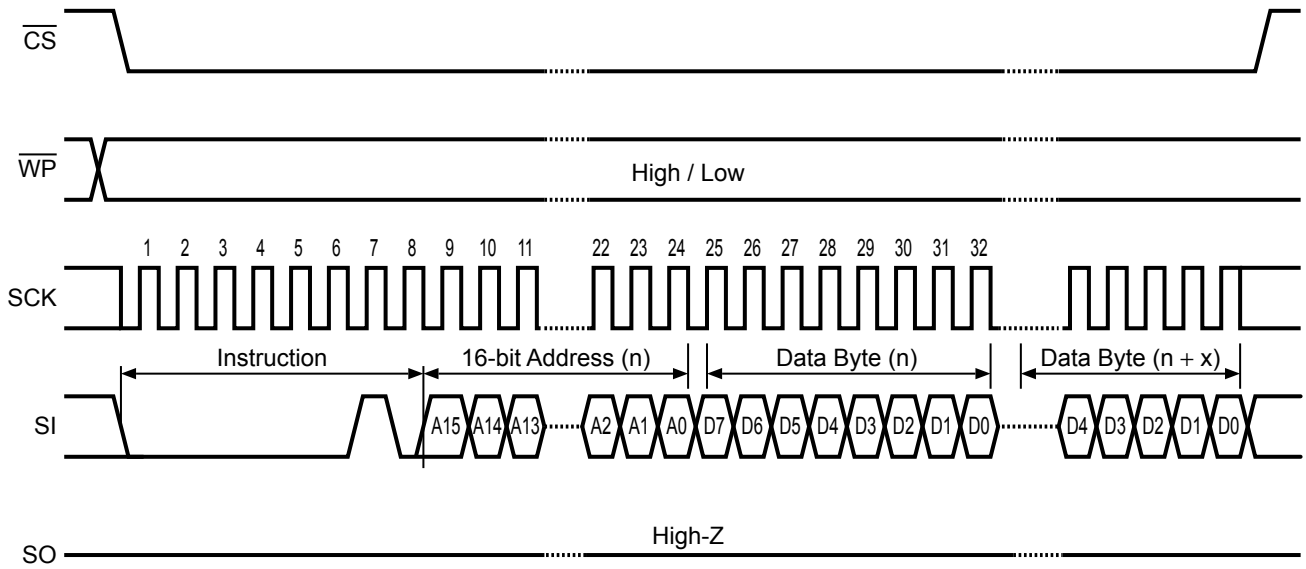 CS
WP
High / Low
1 2 3 4 5 6 7 8 9 10 11 22 23 24 25 26 27 28 29 30 31 32
SCK
Instruction 16-bit Address (n) Data Byte (n) Data Byte (n + x)
SI A15 A14 A13 A2 A1 A0 D7 D6 D5 D4 D3 D2 D1 D0 D4 D3 D2 D1 D0
High-Z
SO